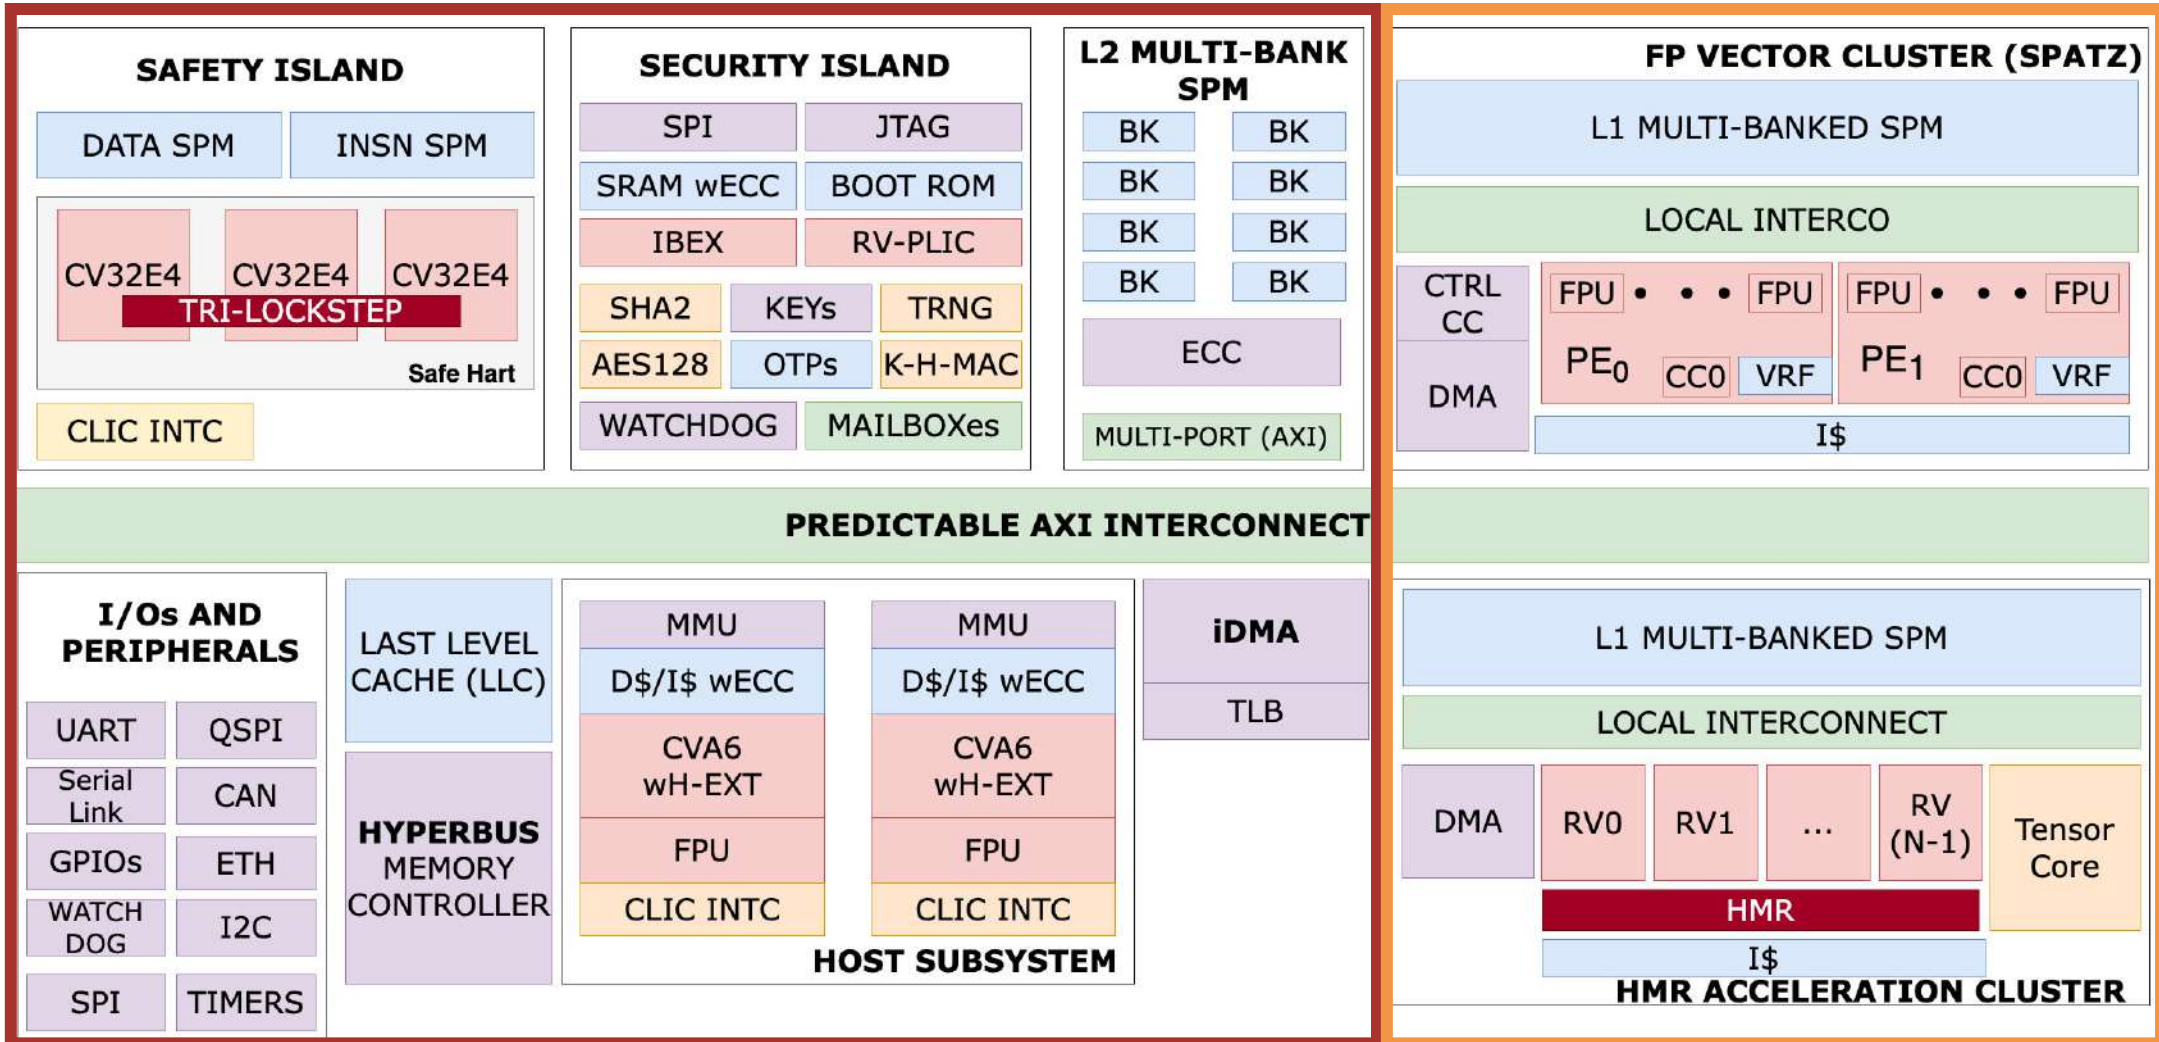 SAFETY ISLAND
DATA SPM
INSN SPM
CV32E4
CV32E4
CV32E4
TRI-LOCKSTEP
Safe Hart
CLIC INTC
SECURITY ISLAND
SPI
JTAG
SRAM wECC
BOOT ROM
IBEX
RV-PLIC
SHA2
KEYs
TRNG
AES128
OTPs
K-H-MAC
WATCHDOG
MAILBOXes
L2 MULTI-BANK
SPM
BK
BK
BK
BK
BK
BK
BK
BK
ECC
MULTI-PORT (AXI)
FP VECTOR CLUSTER (SPATZ)
L1 MULTI-BANKED SPM
LOCAL INTERCO
CTRL
CC
DMA
FPU • • • FPU
PE0
CC0
VRF
FPU • • • FPU
PE1
CC0
VRF
I$
PREDICTABLE AXI INTERCONNECT
I/Os AND
PERIPHERALS
UART
QSPI
Serial
Link
CAN
GPIOs
ETH
WATCH
DOG
I2C
SPI
TIMERS
LAST LEVEL
CACHE (LLC)
HYPERBUS
MEMORY
CONTROLLER
MMU
D$/I$ wECC
CVA6
wH-EXT
FPU
CLIC INTC
MMU
D$/I$ wECC
CVA6
wH-EXT
FPU
CLIC INTC
HOST SUBSYSTEM
iDMA
TLB
L1 MULTI-BANKED SPM
LOCAL INTERCONNECT
DMA
RV0
RV1
...
RV
(N-1)
Tensor
Core
HMR
I$
HMR ACCELERATION CLUSTER